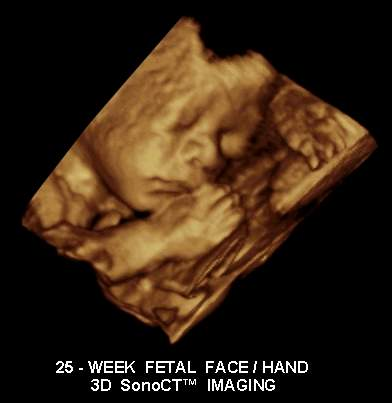 25 - WEEK FETAL FACE / HAND
3D SonoCT™ IMAGING